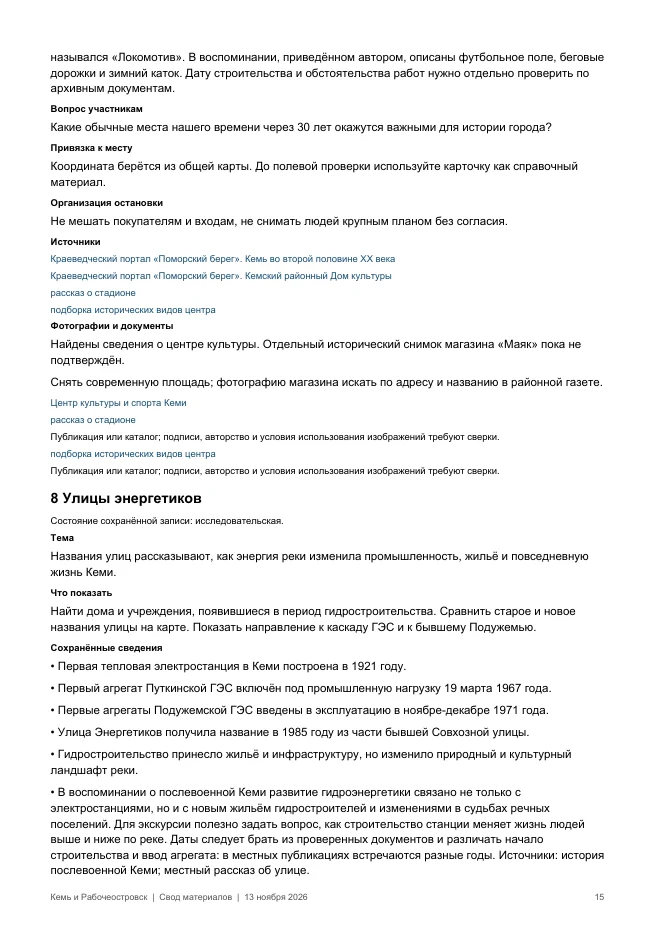 назывался «Локомотив». В воспоминании, приведённом автором, описаны футбольное поле, беговые
дорожки и зимний каток. Дату строительства и обстоятельства работ нужно отдельно проверить по
архивным документам.
Вопрос участникам
Какие обычные места нашего времени через 30 лет окажутся важными для истории города?
Привязка к месту
Координата берётся из общей карты. До полевой проверки используйте карточку как справочный
материал.
Организация остановки
Не мешать покупателям и входам, не снимать людей крупным планом без согласия.
Источники
Краеведческий портал «Поморский берег». Кемь во второй половине XX века
Краеведческий портал «Поморский берег». Кемский районный Дом культуры
рассказ о стадионе
подборка исторических видов центра
Фотографии и документы
Найдены сведения о центре культуры. Отдельный исторический снимок магазина «Маяк» пока не
подтверждён.
Снять современную площадь; фотографию магазина искать по адресу и названию в районной газете.
Центр культуры и спорта Кеми
рассказ о стадионе
Публикация или каталог; подписи, авторство и условия использования изображений требуют сверки.
подборка исторических видов центра
Публикация или каталог; подписи, авторство и условия использования изображений требуют сверки.
8 Улицы энергетиков
Состояние сохранённой записи: исследовательская.
Тема
Названия улиц рассказывают, как энергия реки изменила промышленность, жильё и повседневную
жизнь Кеми.
Что показать
Найти дома и учреждения, появившиеся в период гидростроительства. Сравнить старое и новое
названия улицы на карте. Показать направление к каскаду ГЭС и к бывшему Подужемью.
Сохранённые сведения
• Первая тепловая электростанция в Кеми построена в 1921 году.
• Первый агрегат Путкинской ГЭС включён под промышленную нагрузку 19 марта 1967 года.
• Первые агрегаты Подужемской ГЭС введены в эксплуатацию в ноябре-декабре 1971 года.
• Улица Энергетиков получила название в 1985 году из части бывшей Совхозной улицы.
• Гидростроительство принесло жильё и инфраструктуру, но изменило природный и культурный
ландшафт реки.
• В воспоминании о послевоенной Кеми развитие гидроэнергетики связано не только с
электростанциями, но и с новым жильём гидростроителей и изменениями в судьбах речных
поселений. Для экскурсии полезно задать вопрос, как строительство станции меняет жизнь людей
выше и ниже по реке. Даты следует брать из проверенных документов и различать начало
строительства и ввод агрегата: в местных публикациях встречаются разные годы. Источники: история
послевоенной Кеми; местный рассказ об улице.
Кемь и Рабочеостровск | Свод материалов | 13 ноября 2026 15